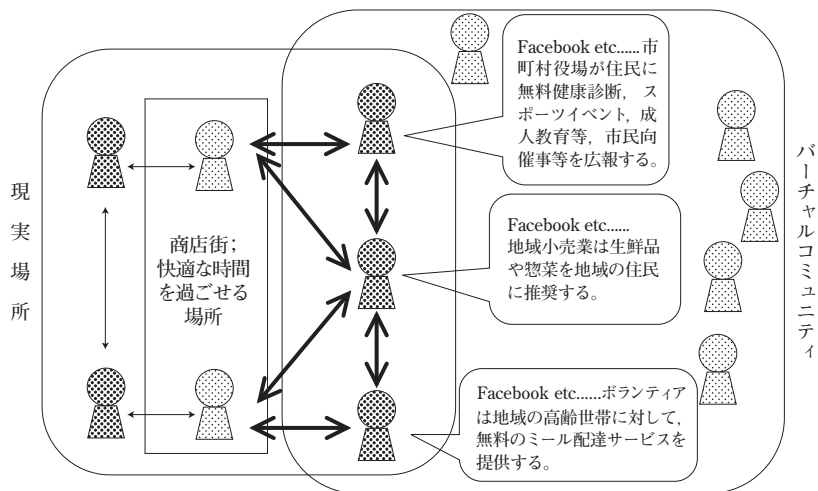 現実場所
商店街;
快適な時間
を過ごせる
場所
Facebook etc......市
町村役場が住民に
無料健康診断, ス
ポーツイベント, 成
人教育等, 市民向
催事等を広報する。
Facebook etc......
地域小売業は生鮮品
や惣菜を地域の住民
に推奨する。
Facebook etc......ボランティア
は地域の高齢世帯に対して,
無料のミール配達サービスを
提供する。
バーチャルコミュニティ